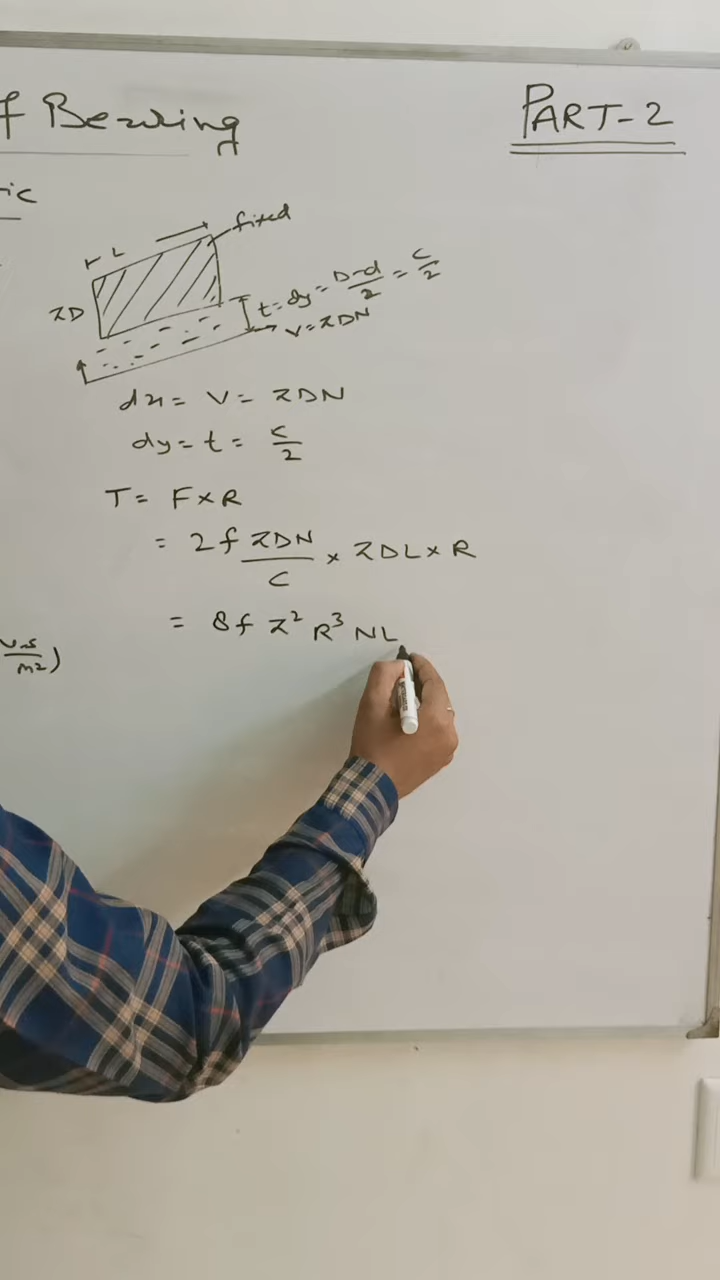 f Bearing
PART-2
ic
fixed
L
πD
t = dy = D-d/2 = c/2
V = πDN
dx = V = πDN
dy = t = c/2
T = F × R
= 2f πDN/C × πDL × R
= 8f π² R³ NL
m²)